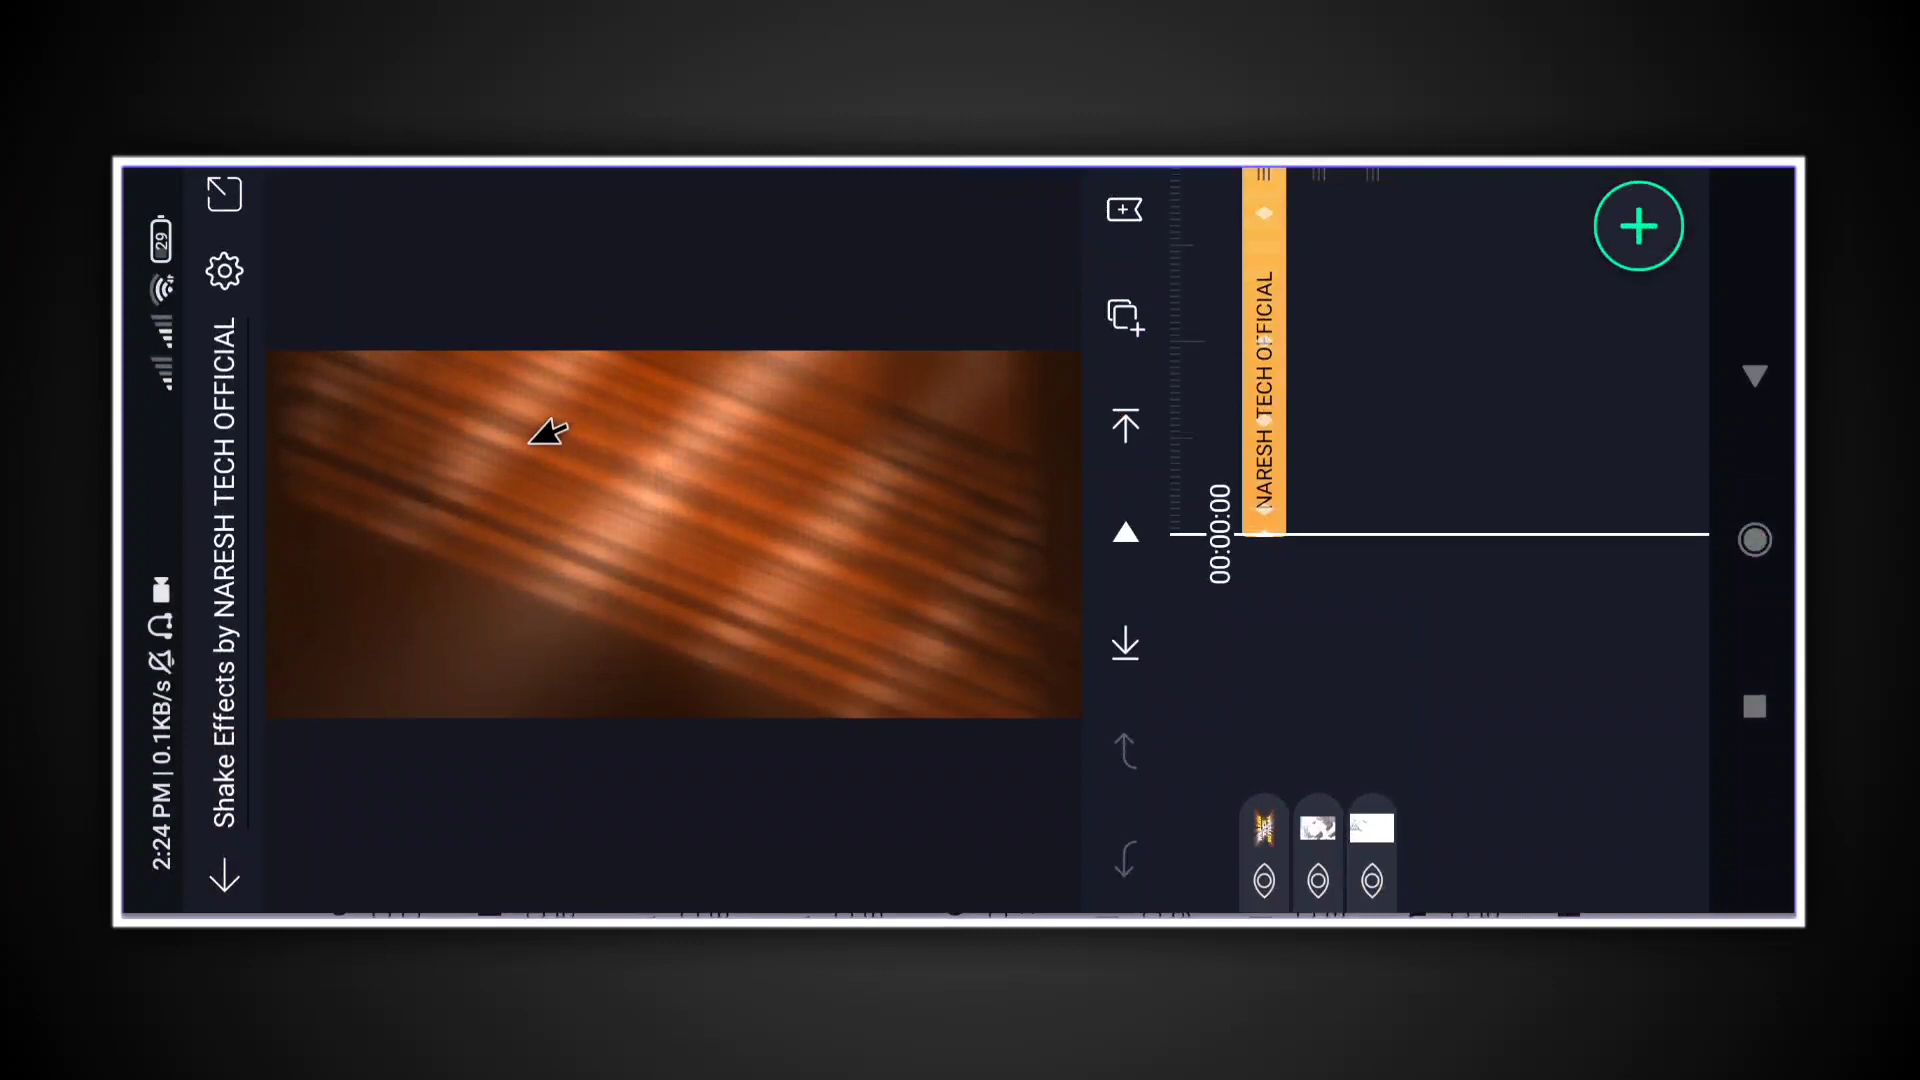 2:24 PM | 0.1KB/s
29
Shake Effects by NARESH TECH OFFICIAL
00:00:00
NARESH TECH OFFICIAL